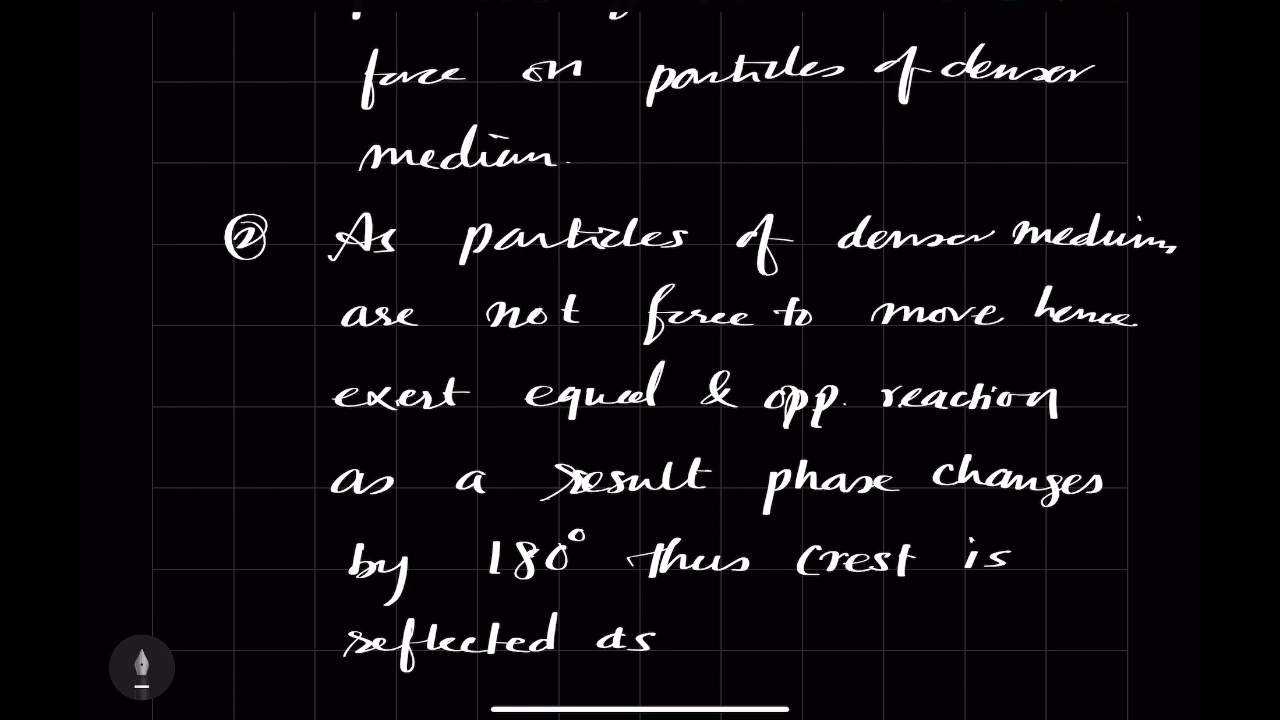 force on particles of denser
medium.
② As particles of denser medium,
are not force to move hence
exert equal & opp. reaction
as a result phase changes
by 180° thus crest is
reflected as